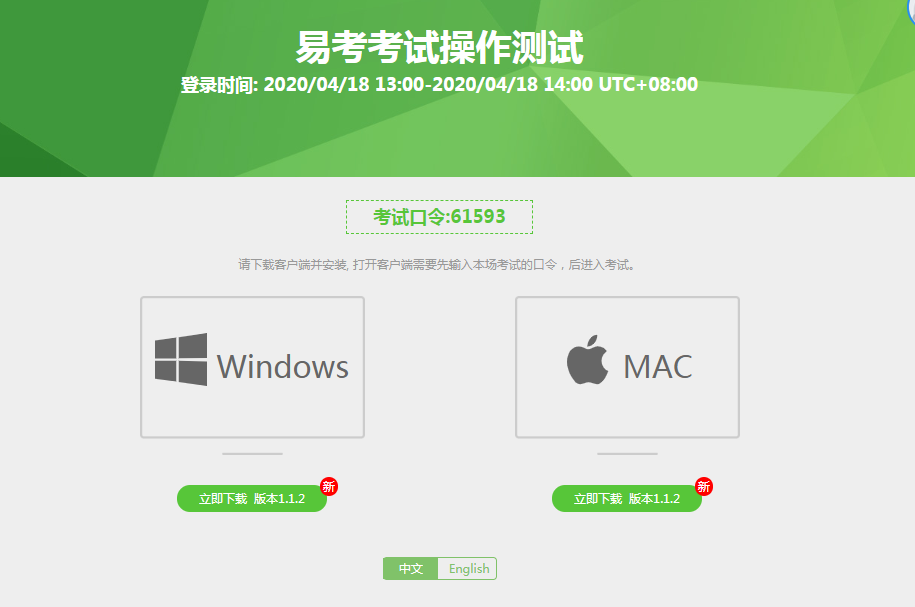 易考考试操作测试
登录时间: 2020/04/18 13:00-2020/04/18 14:00 UTC+08:00
考试口令:61593
请下载客户端并安装, 打开客户端需要先输入本场考试的口令，后进入考试。
Windows
MAC
立即下载 版本1.1.2 新
立即下载 版本1.1.2 新
中文 English